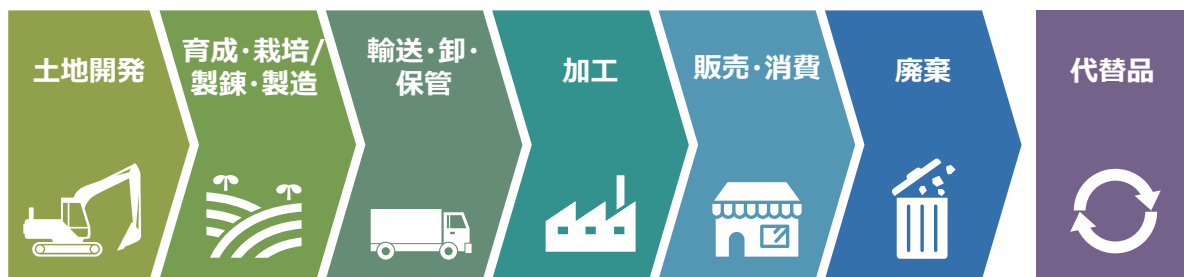 土地開発
育成・栽培/
製錬・製造
輸送・卸・
保管
加工
販売・消費
廃棄
代替品